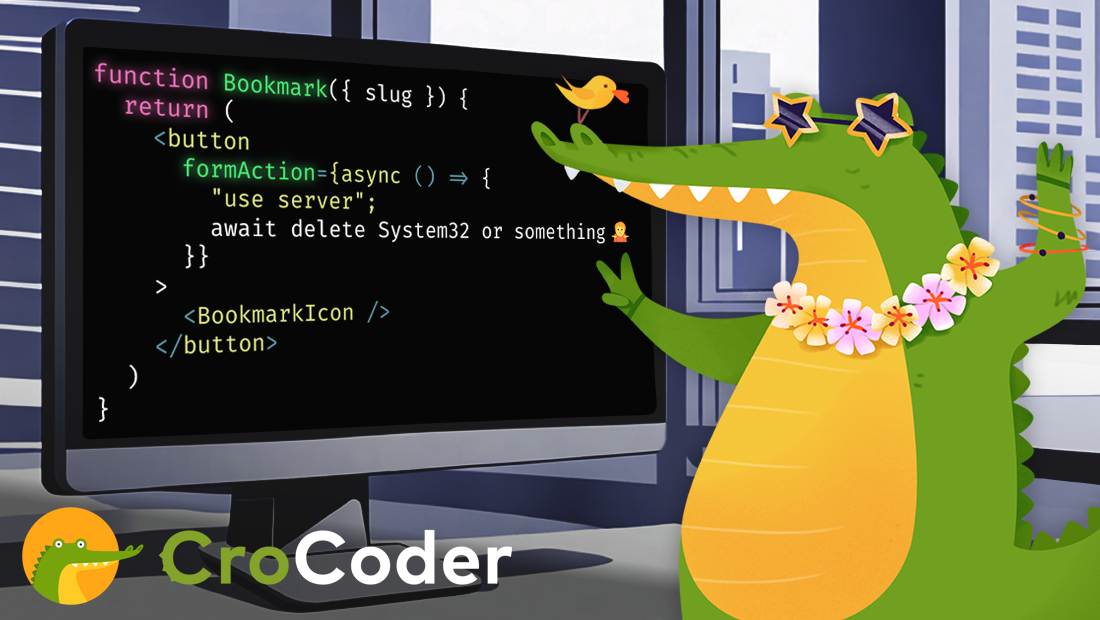 function Bookmark({ slug }) {
return (
<button
formAction={async () => {
"use server";
await delete System32 or something🤷
}}
>
<BookmarkIcon />
</button>
)
}
CroCoder